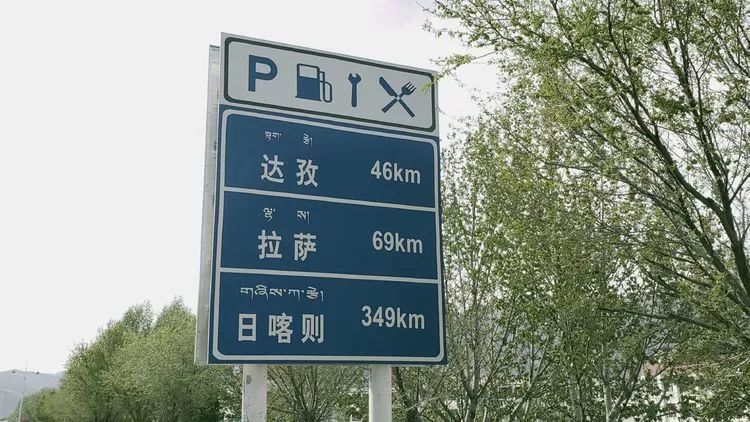 P
སྟག་ རྩེ།
达孜 46km
ལྷ་ ས།
拉萨 69km
གཞིས་ཀ་རྩེ།
日喀则 349km